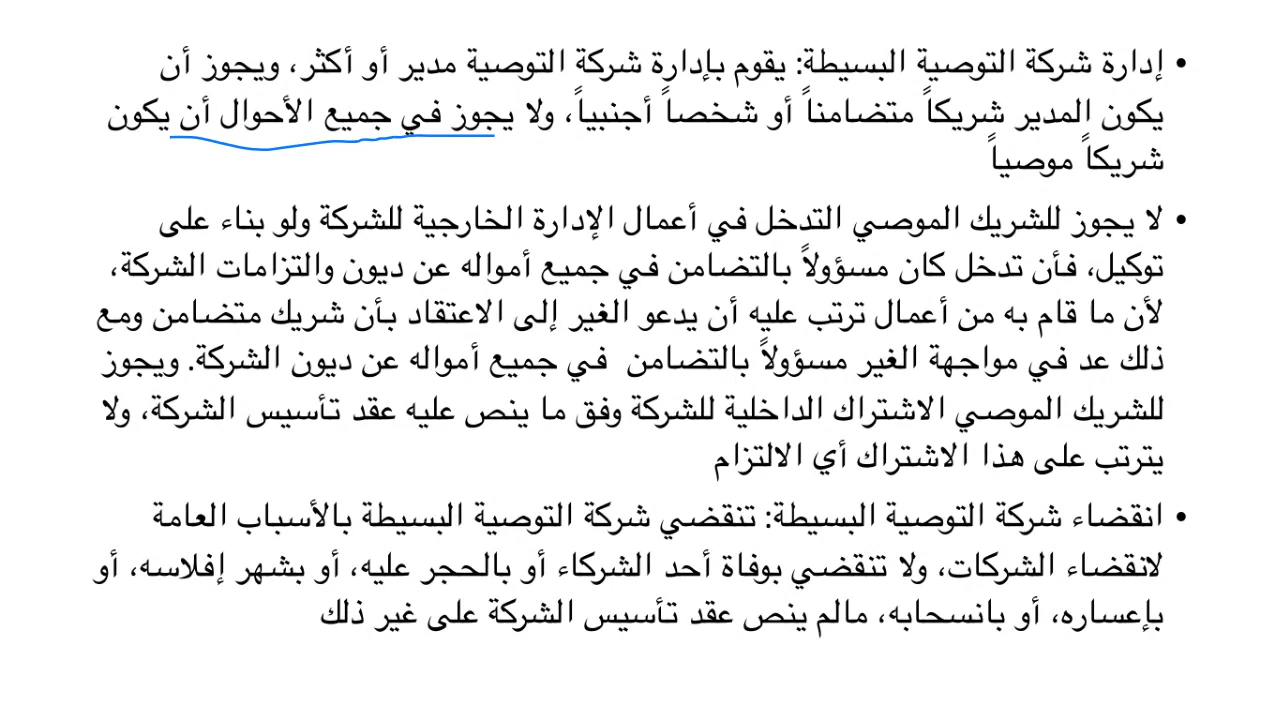 • إدارة شركة التوصية البسيطة: يقوم بإدارة شركة التوصية مدير أو أكثر، ويجوز أن
يكون المدير شريكاً متضامناً أو شخصاً أجنبياً، ولا يجوز في جميع الأحوال أن يكون
شريكاً موصياً
• لا يجوز للشريك الموصي التدخل في أعمال الإدارة الخارجية للشركة ولو بناء على
توكيل، فأن تدخل كان مسؤولاً بالتضامن في جميع أمواله عن ديون والتزامات الشركة،
لأن ما قام به من أعمال ترتب عليه أن يدعو الغير إلى الاعتقاد بأن شريك متضامن ومع
ذلك عد في مواجهة الغير مسؤولاً بالتضامن في جميع أمواله عن ديون الشركة. ويجوز
للشريك الموصي الاشتراك الداخلية للشركة وفق ما ينص عليه عقد تأسيس الشركة، ولا
يترتب على هذا الاشتراك أي الالتزام
• انقضاء شركة التوصية البسيطة: تنقضي شركة التوصية البسيطة بالأسباب العامة
لانقضاء الشركات، ولا تنقضي بوفاة أحد الشركاء أو بالحجر عليه، أو بشهر إفلاسه، أو
بإعساره، أو بانسحابه، مالم ينص عقد تأسيس الشركة على غير ذلك